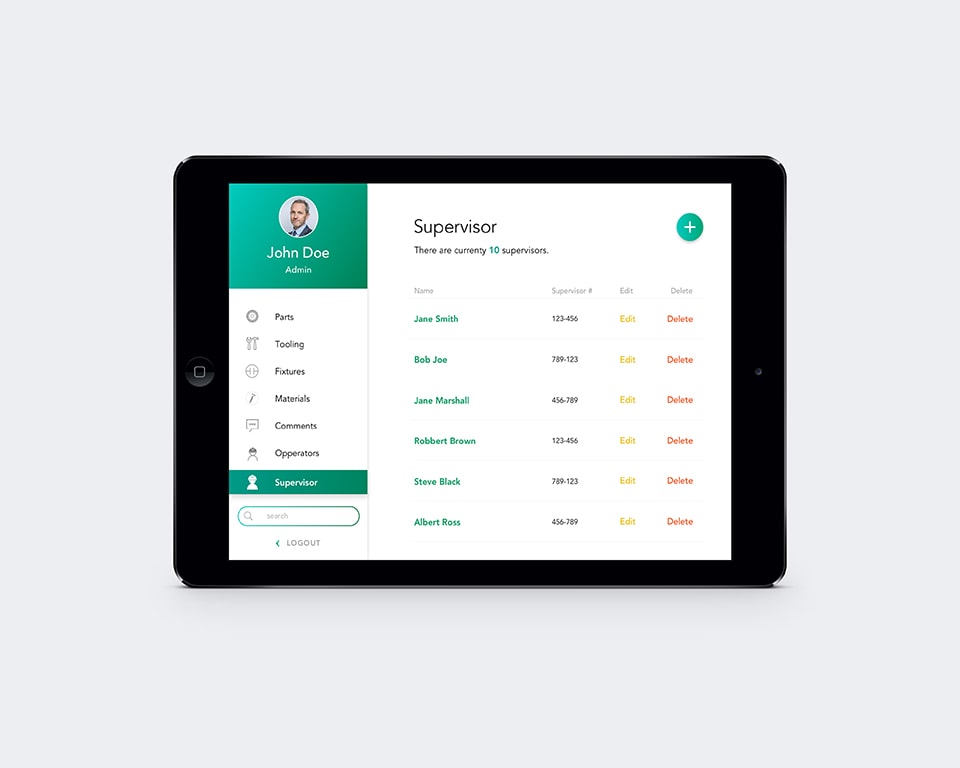 John Doe
Admin
Parts
Tooling
Fixtures
Materials
Comments
Opperators
Supervisor
search
LOGOUT
Supervisor
There are currenty 10 supervisors.
Name Supervisor # Edit Delete
Jane Smith 123-456 Edit Delete
Bob Joe 789-123 Edit Delete
Jane Marshall 456-789 Edit Delete
Robbert Brown 123-456 Edit Delete
Steve Black 789-123 Edit Delete
Albert Ross 456-789 Edit Delete